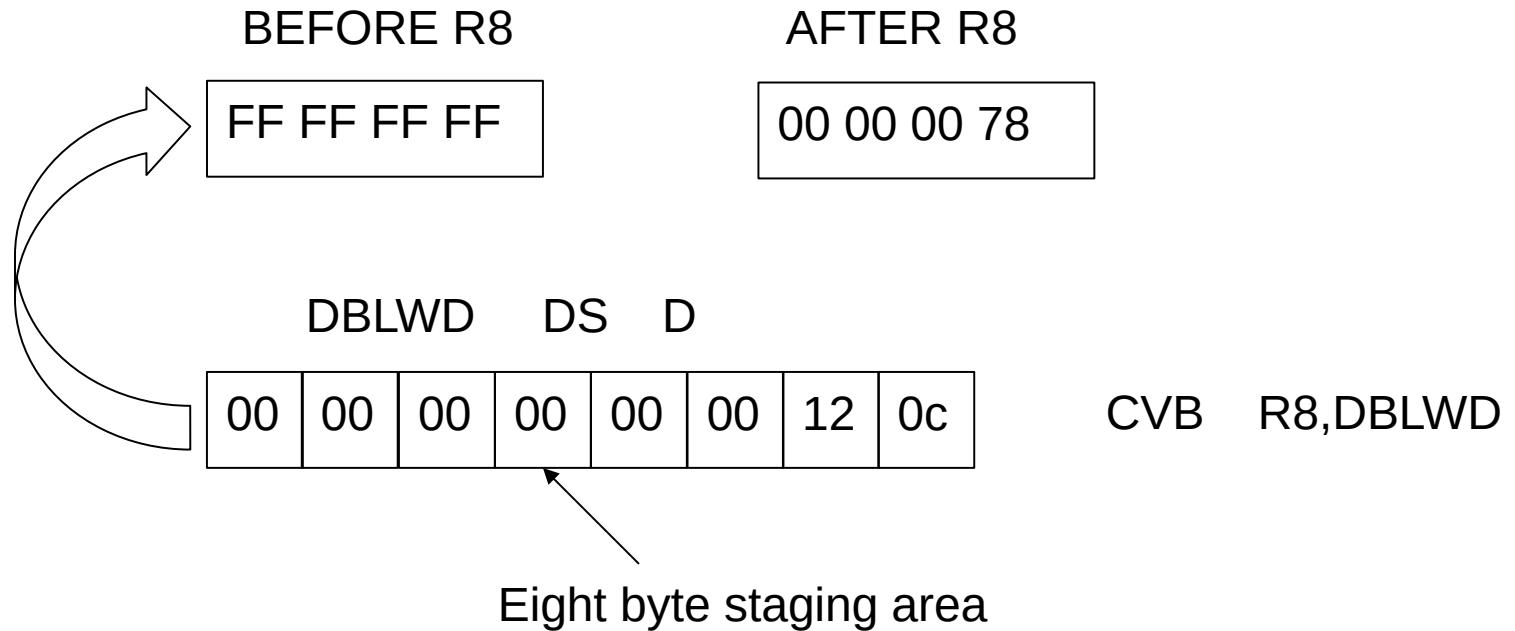 BEFORE R8
AFTER R8
FF FF FF FF
00 00 00 78
DBLWD DS D
00 00 00 00 00 00 12 0c
CVB R8,DBLWD
Eight byte staging area